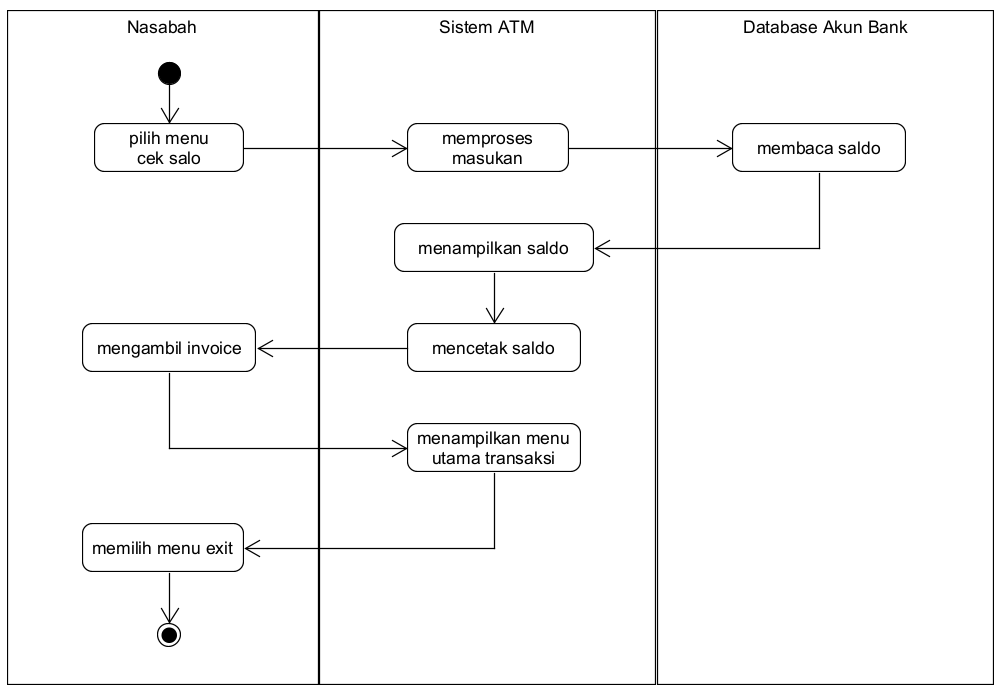 Nasabah
Sistem ATM
Database Akun Bank
pilih menu
cek salo
memproses
masukan
membaca saldo
menampilkan saldo
mengambil invoice
mencetak saldo
menampilkan menu
utama transaksi
memilih menu exit